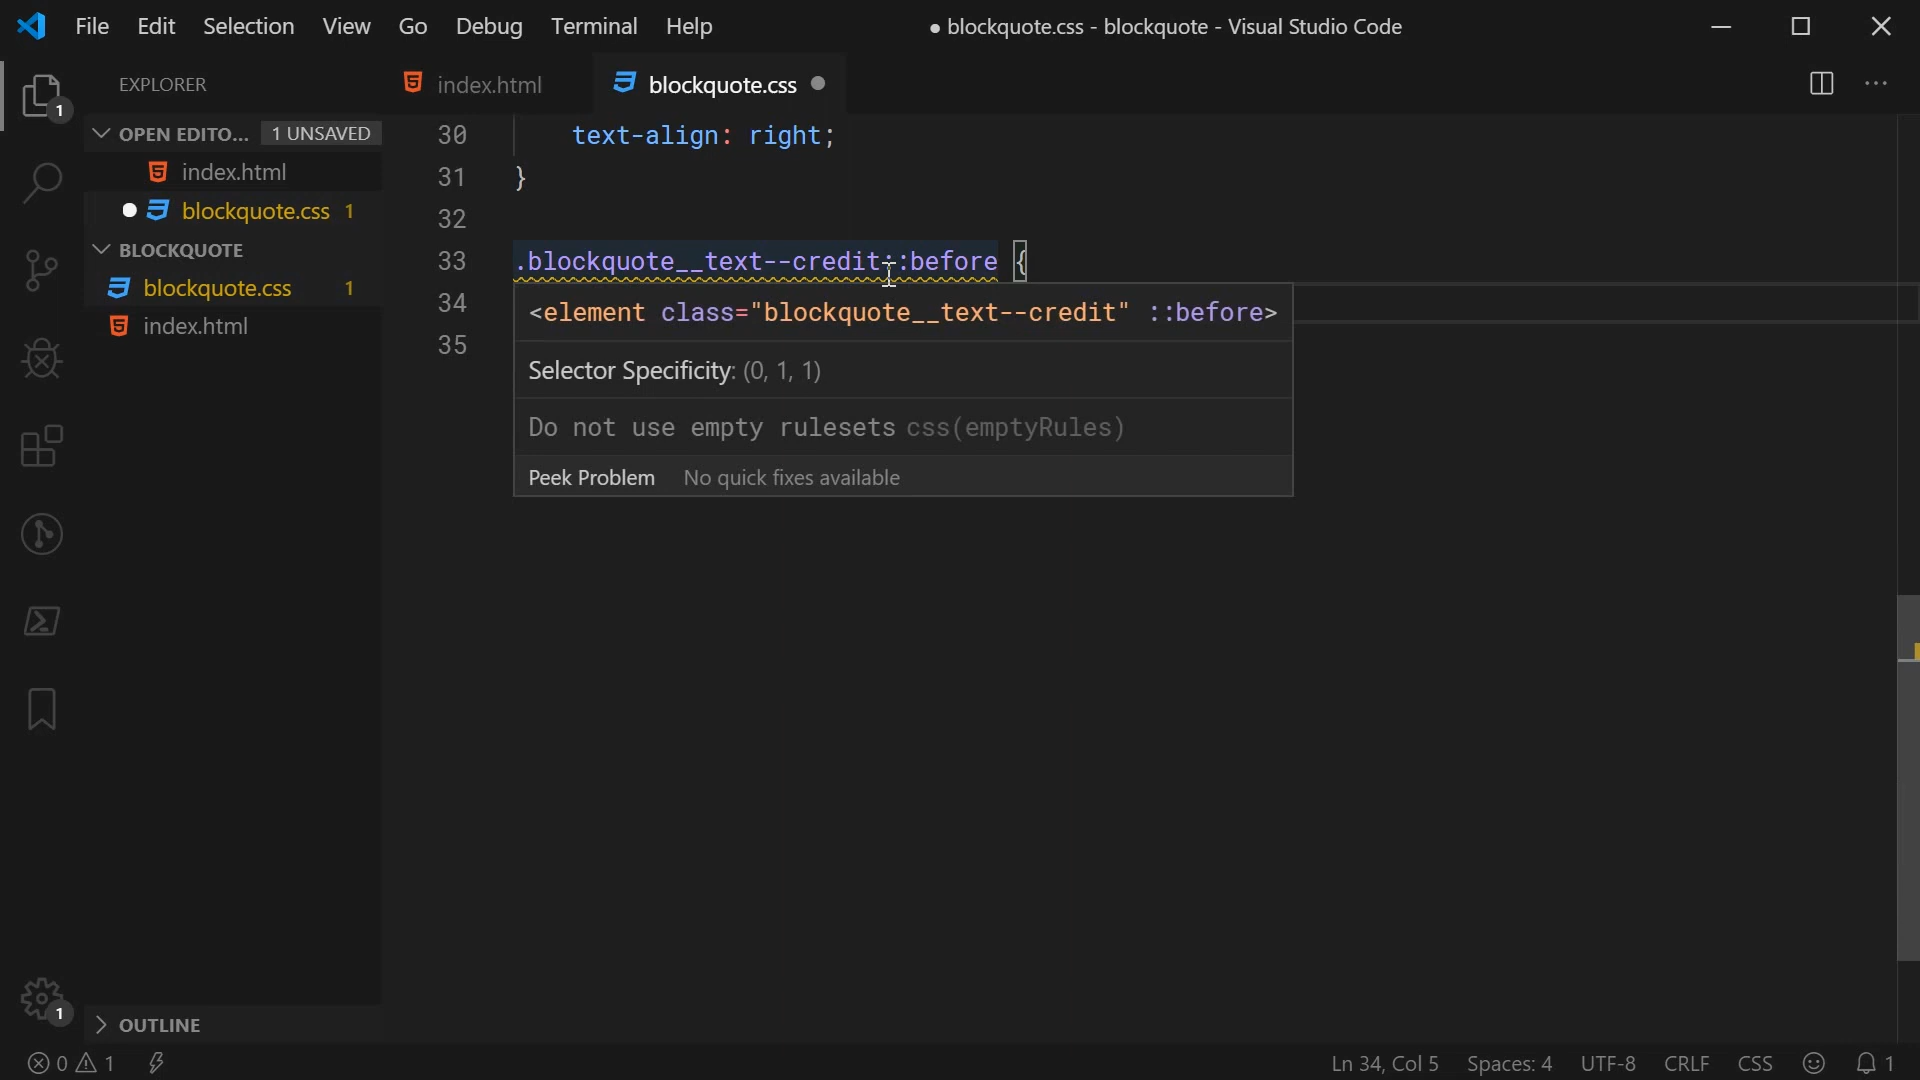 File Edit Selection View Go Debug Terminal Help
● blockquote.css - blockquote - Visual Studio Code
EXPLORER
index.html
blockquote.css
1
OPEN EDITO... 1 UNSAVED
index.html
blockquote.css 1
BLOCKQUOTE
blockquote.css 1
index.html
30 text-align: right;
31 }
32
33 .blockquote__text--credit::before {
34
35
<element class="blockquote__text--credit" ::before>
Selector Specificity: (0, 1, 1)
Do not use empty rulesets css(emptyRules)
Peek Problem No quick fixes available
1
OUTLINE
0 1
Ln 34, Col 5 Spaces: 4 UTF-8 CRLF CSS 1